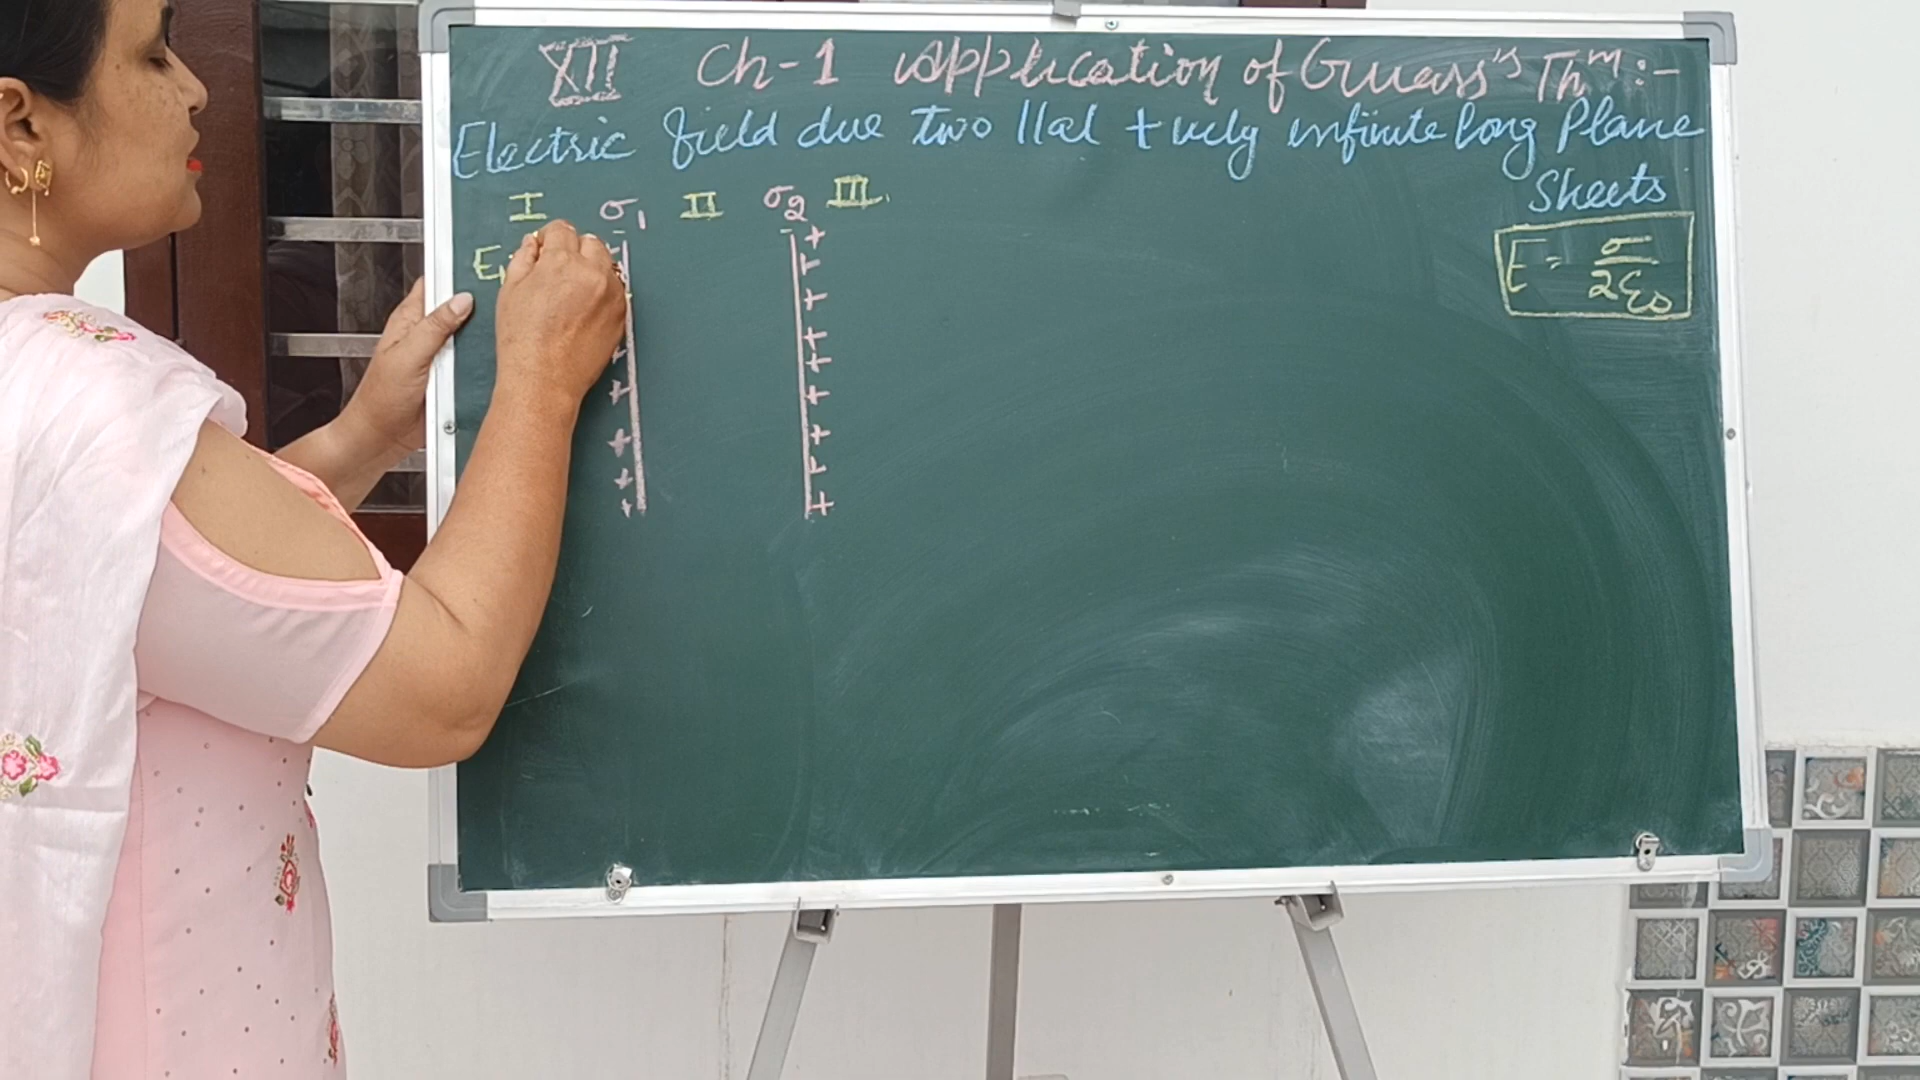 XII Ch-1 Application of Guass's Thm :-
Electric field due two llal +vely infinite long Plane
Sheets
I σ1 II σ2 III
E1
E = σ/2ε0
+
+
+
+
+
+
+
+
+
+
+
+
+
+